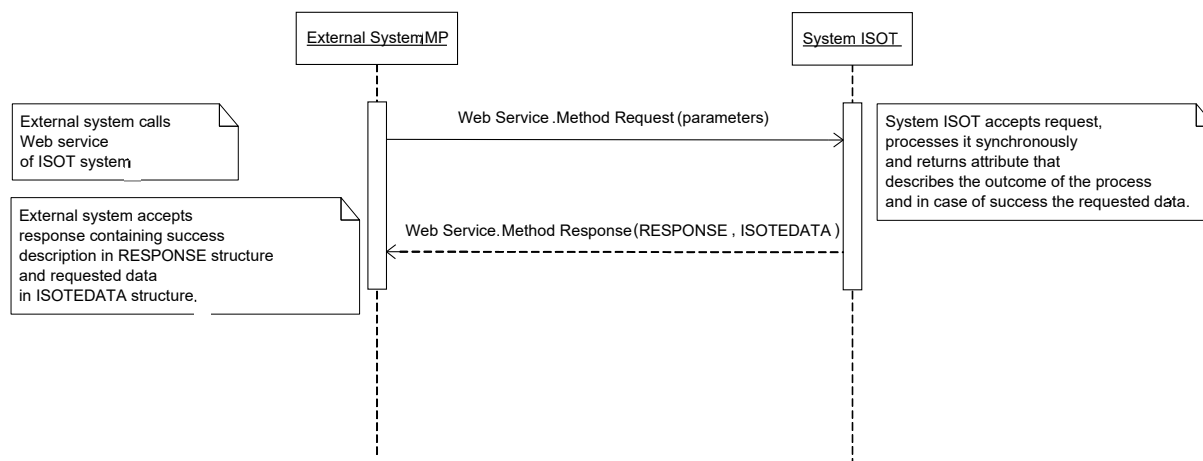 External System MP
System ISOT
External system calls
Web service
of ISOT system
Web Service.Method Request (parameters)
System ISOT accepts request,
processes it synchronously
and returns attribute that
describes the outcome of the process
and in case of success the requested data.
External system accepts
response containing success
description in RESPONSE structure
and requested data
in ISOTEDATA structure.
Web Service.Method Response (RESPONSE , ISOTEDATA )